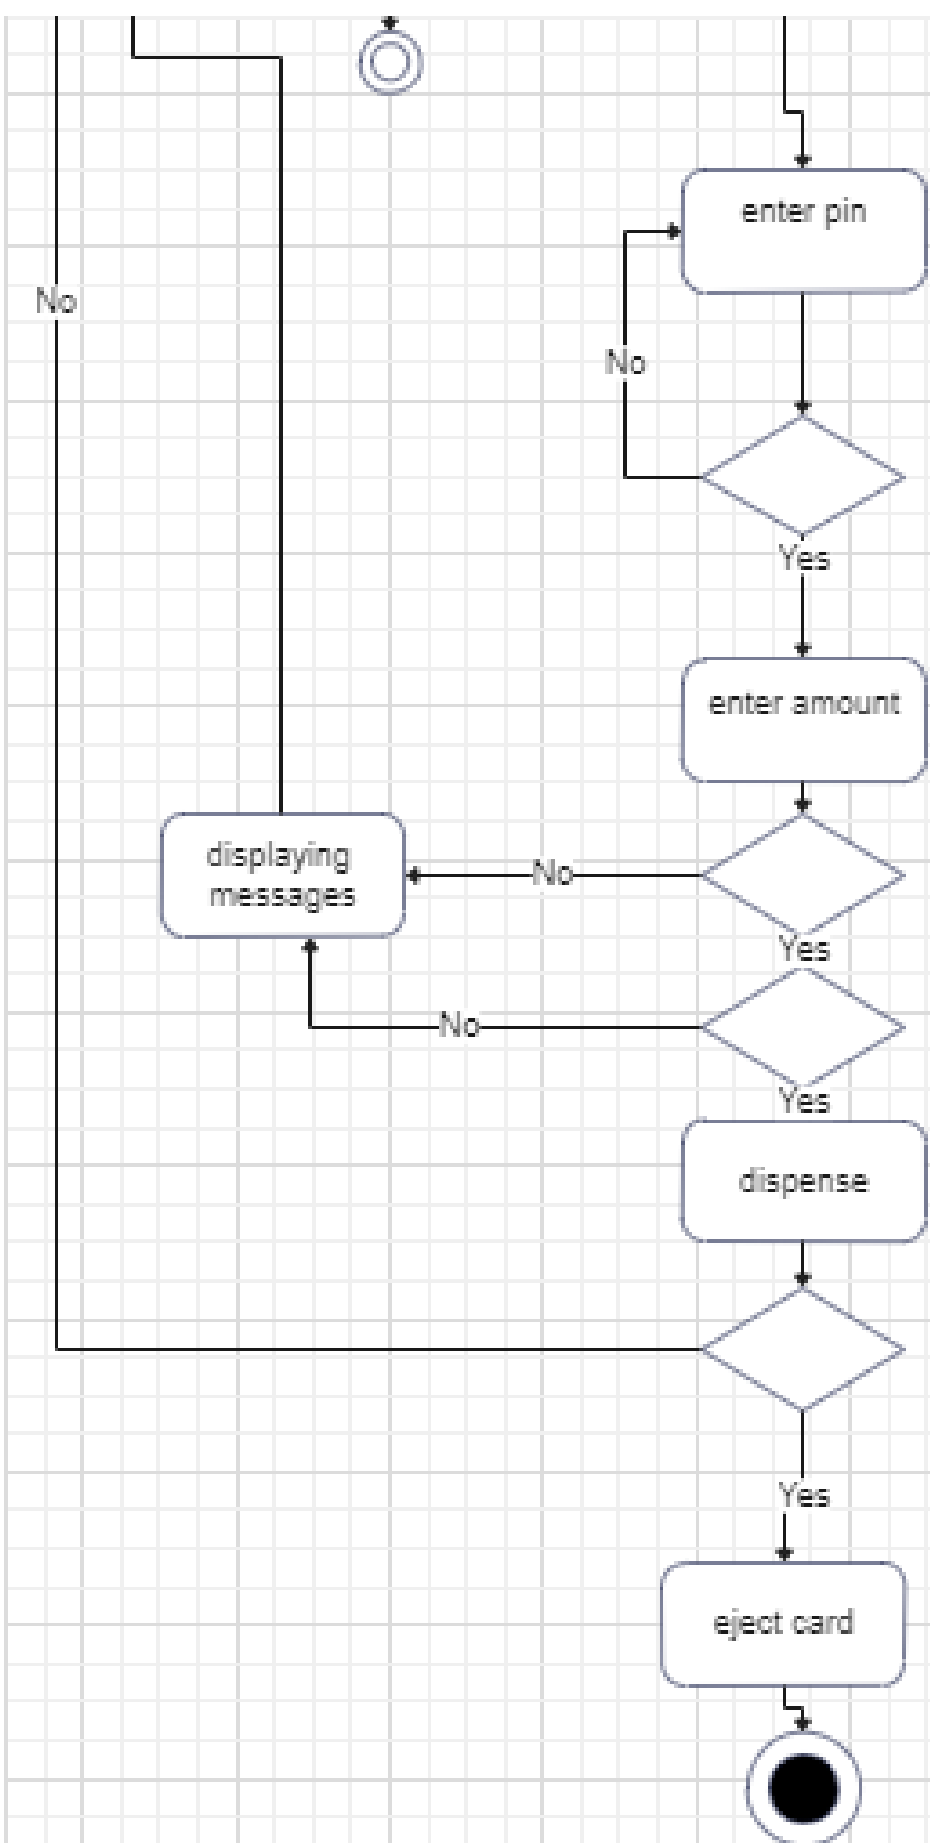 enter pin
No
No
Yes
enter amount
displaying
messages
No
Yes
No
Yes
dispense
Yes
eject card